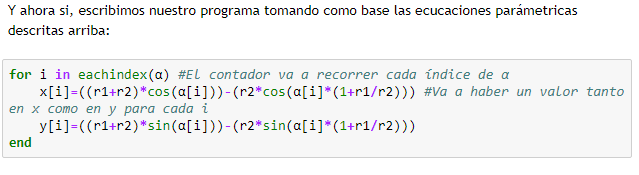 Y ahora si, escribimos nuestro programa tomando como base las ecucaciones parámetricas
descritas arriba:
for i in eachindex(α) #El contador va a recorrer cada índice de α
    x[i]=((r1+r2)*cos(α[i]))-(r2*cos(α[i]*(1+r1/r2))) #Va a haber un valor tanto
en x como en y para cada i
    y[i]=((r1+r2)*sin(α[i]))-(r2*sin(α[i]*(1+r1/r2)))
end